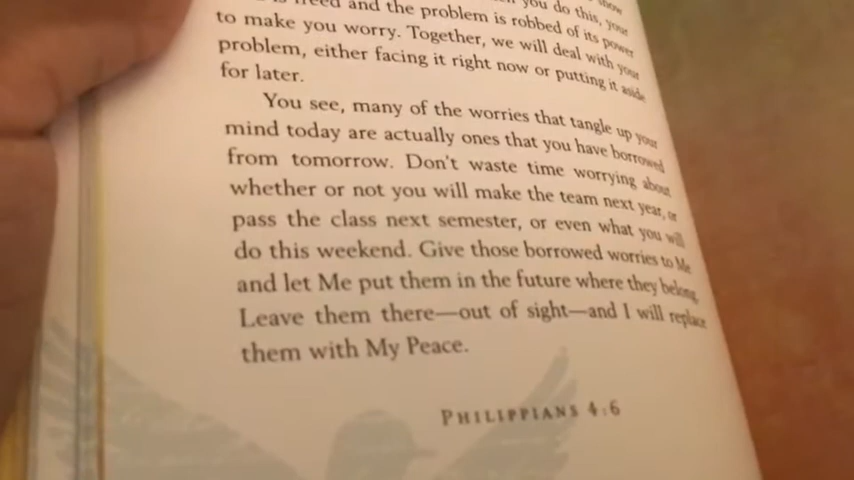 you do this, your
is freed and the problem is robbed of its power
to make you worry. Together, we will deal with your
problem, either facing it right now or putting it aside
for later.
You see, many of the worries that tangle up your
mind today are actually ones that you have borrowed
from tomorrow. Don't waste time worrying about
whether or not you will make the team next year, or
pass the class next semester, or even what you will
do this weekend. Give those borrowed worries to Me
and let Me put them in the future where they belong.
Leave them there—out of sight—and I will replace
them with My Peace.
PHILIPPIANS 4:6